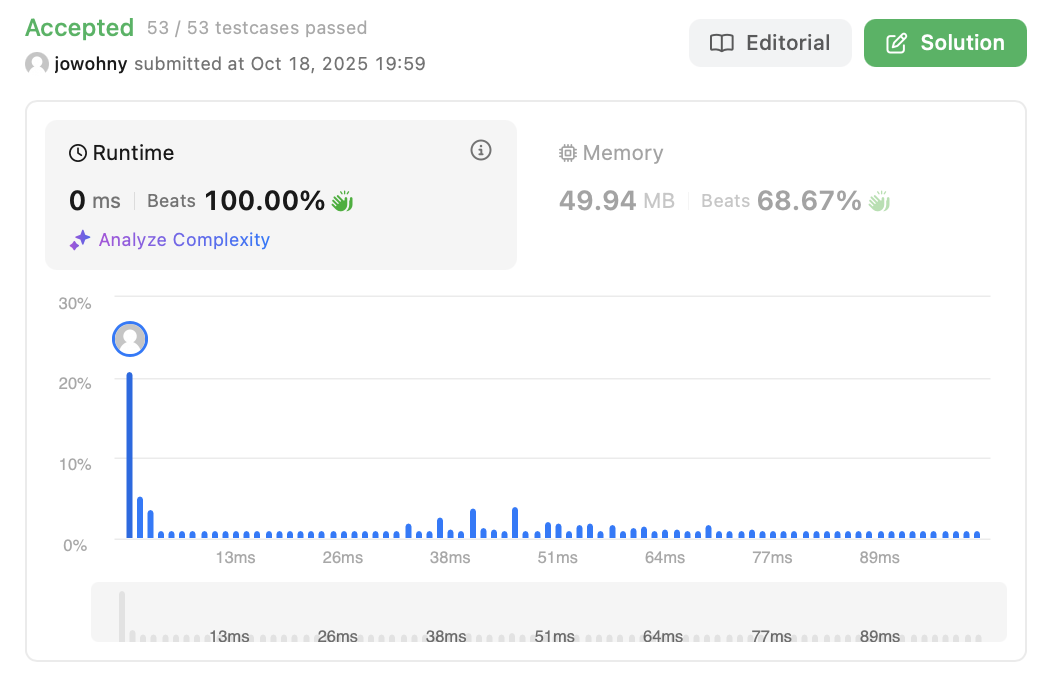 Accepted 53 / 53 testcases passed
Editorial
Solution
jowohny submitted at Oct 18, 2025 19:59
Runtime
0 ms Beats 100.00%
Analyze Complexity
Memory
49.94 MB Beats 68.67%
30%
20%
10%
0%
13ms 26ms 38ms 51ms 64ms 77ms 89ms
13ms 26ms 38ms 51ms 64ms 77ms 89ms